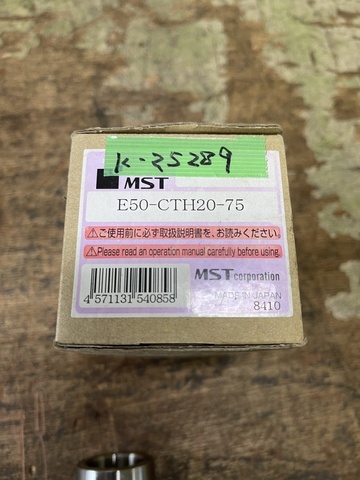 K-25289
MST
E50-CTH20-75
⚠ご使用前に必ず取扱説明書を、お読みください。
⚠Please read an operation manual carefully before using.
MST corporation
MADE IN JAPAN
8410
4 571131 540858